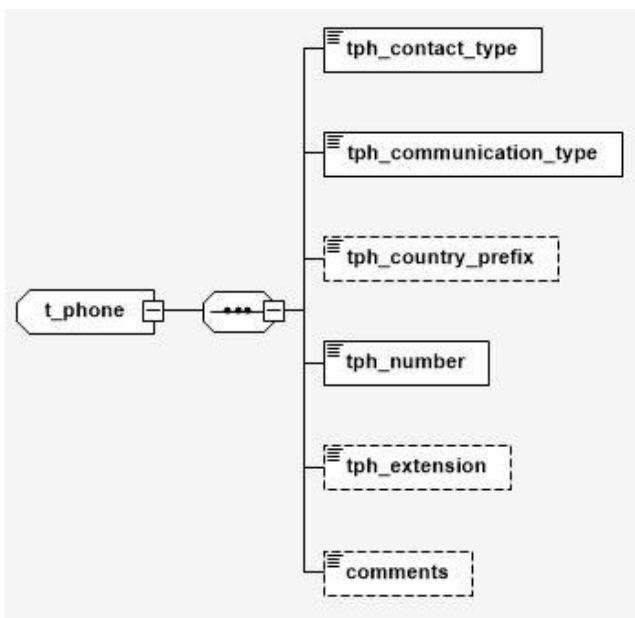 tph_contact_type
tph_communication_type
tph_country_prefix
t_phone
tph_number
tph_extension
comments